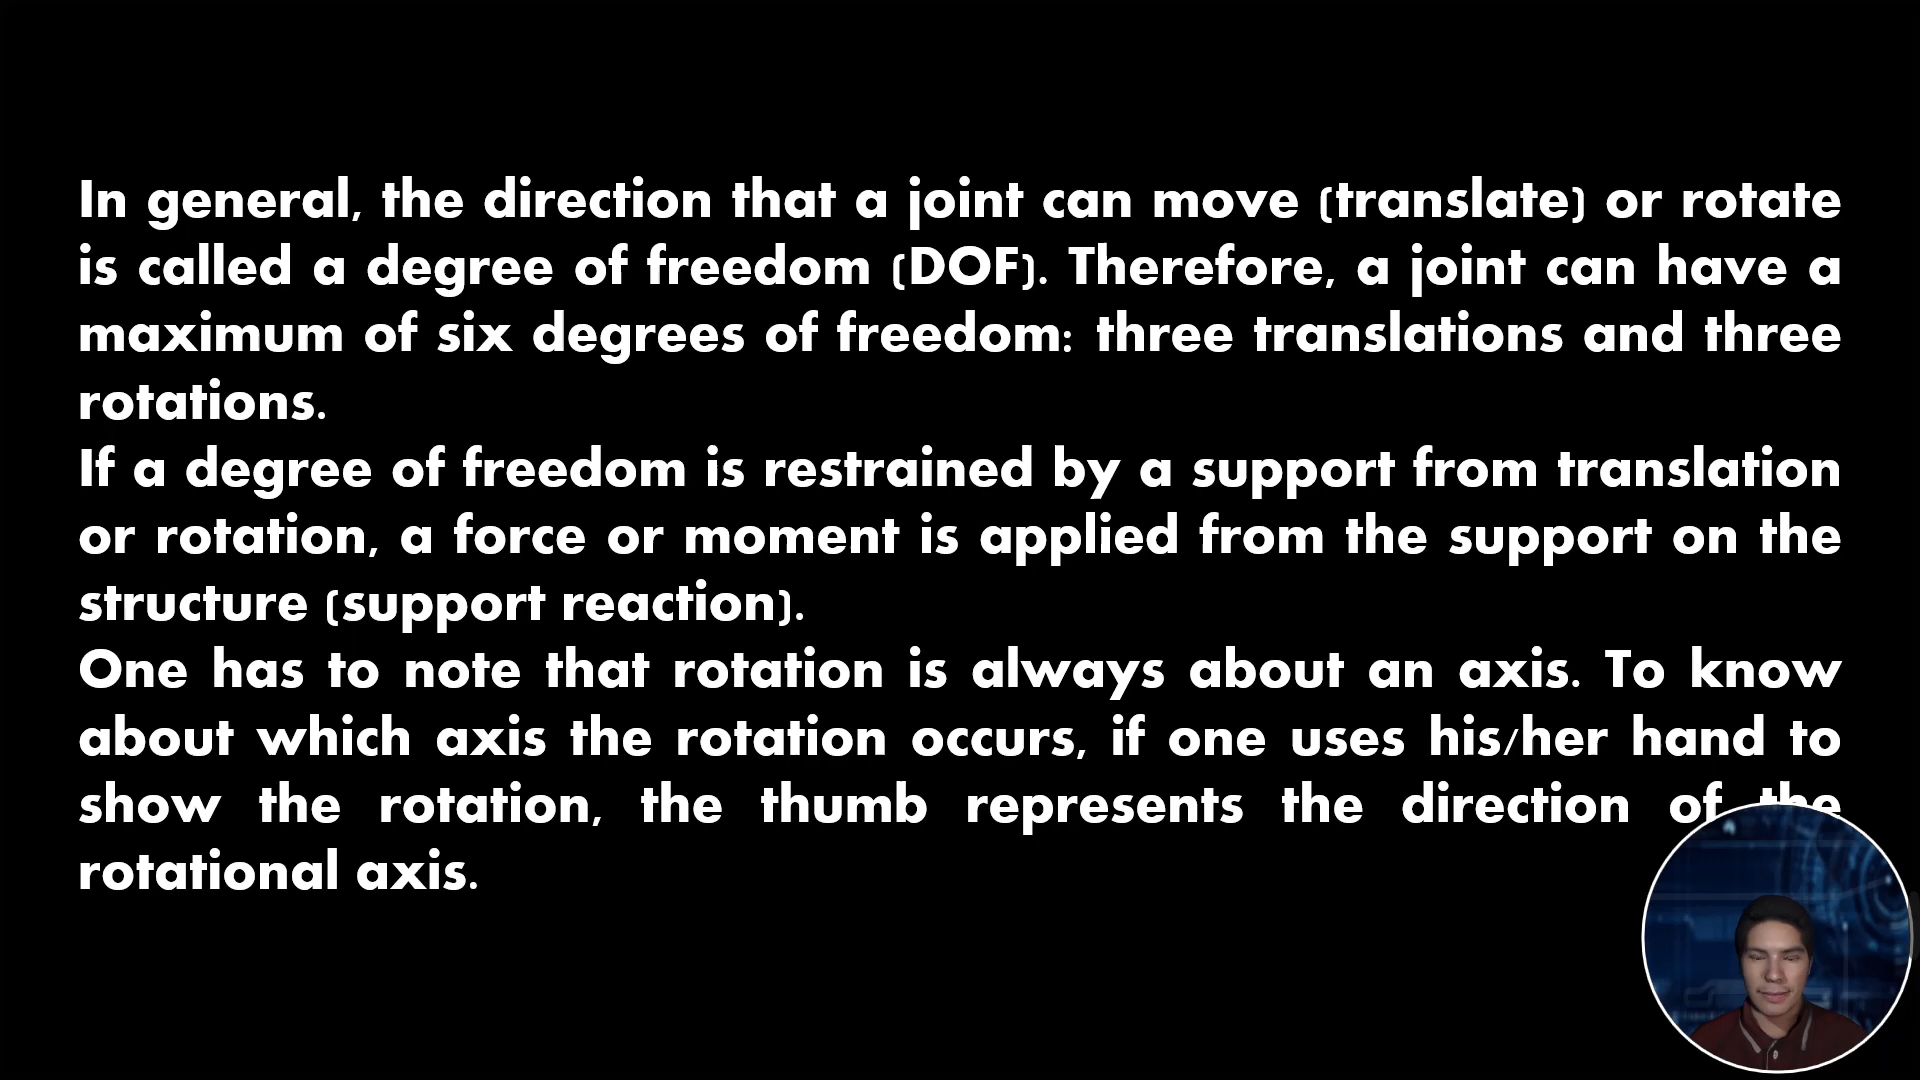 In general, the direction that a joint can move (translate) or rotate
is called a degree of freedom (DOF). Therefore, a joint can have a
maximum of six degrees of freedom: three translations and three
rotations.
If a degree of freedom is restrained by a support from translation
or rotation, a force or moment is applied from the support on the
structure (support reaction).
One has to note that rotation is always about an axis. To know
about which axis the rotation occurs, if one uses his/her hand to
show the rotation, the thumb represents the direction of the
rotational axis.